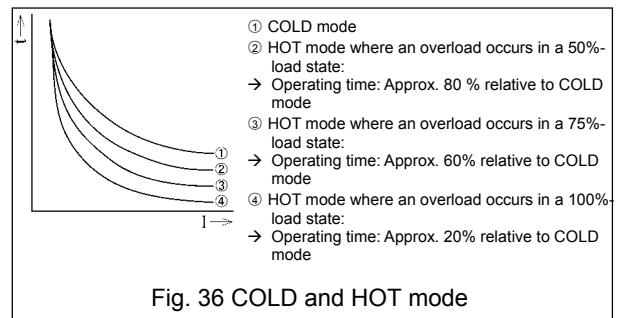 t
① COLD mode
② HOT mode where an overload occurs in a 50%-
load state:
→ Operating time: Approx. 80 % relative to COLD
mode
③ HOT mode where an overload occurs in a 75%-
load state:
→ Operating time: Approx. 60% relative to COLD
mode
④ HOT mode where an overload occurs in a 100%-
load state:
→ Operating time: Approx. 20% relative to COLD
mode
①
②
③
④
I
Fig. 36 COLD and HOT mode